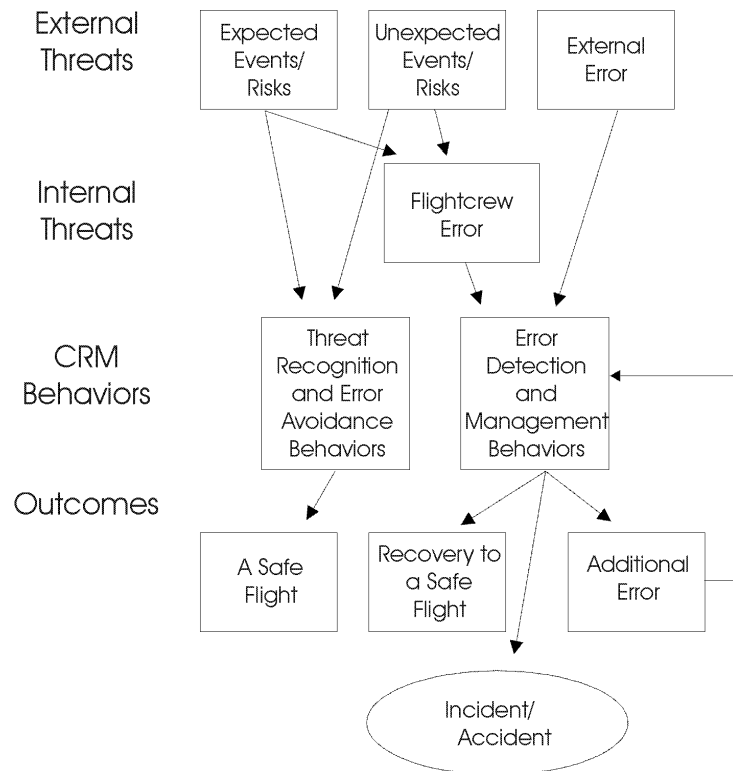 External
Threats
Expected
Events/
Risks
Unexpected
Events/
Risks
External
Error
Internal
Threats
Flightcrew
Error
CRM
Behaviors
Threat
Recognition
and Error
Avoidance
Behaviors
Error
Detection
and
Management
Behaviors
Outcomes
A Safe
Flight
Recovery to
a Safe
Flight
Additional
Error
Incident/
Accident